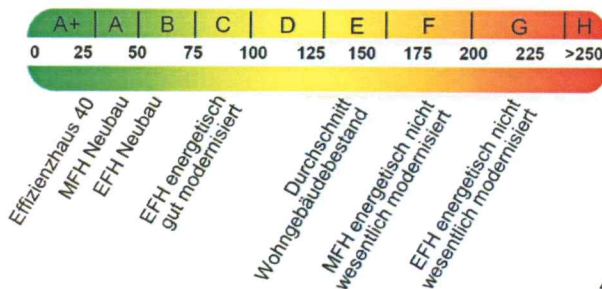 A+ A B C D E F G H
0 25 50 75 100 125 150 175 200 225 >250
Effizienzhaus 40
MFH Neubau
EFH Neubau
EFH energetisch
gut modernisiert
Durchschnitt
Wohngebäudebestand
MFH energetisch nicht
wesentlich modernisiert
EFH energetisch nicht
wesentlich modernisiert